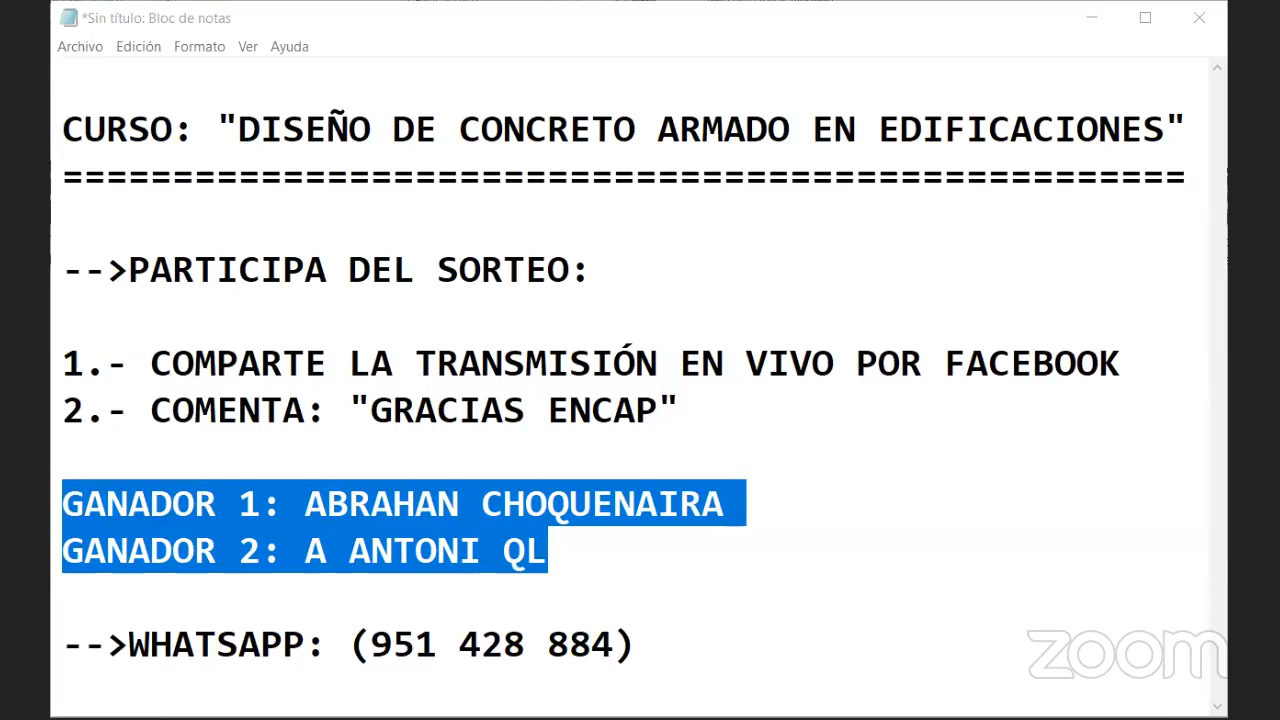 *Sin título: Bloc de notas
Archivo Edición Formato Ver Ayuda
CURSO: "DISEÑO DE CONCRETO ARMADO EN EDIFICACIONES"
===================================================
-->PARTICIPA DEL SORTEO:
1.- COMPARTE LA TRANSMISIÓN EN VIVO POR FACEBOOK
2.- COMENTA: "GRACIAS ENCAP"
GANADOR 1: ABRAHAN CHOQUENAIRA
GANADOR 2: A ANTONI QL
-->WHATSAPP: (951 428 884)
zoom